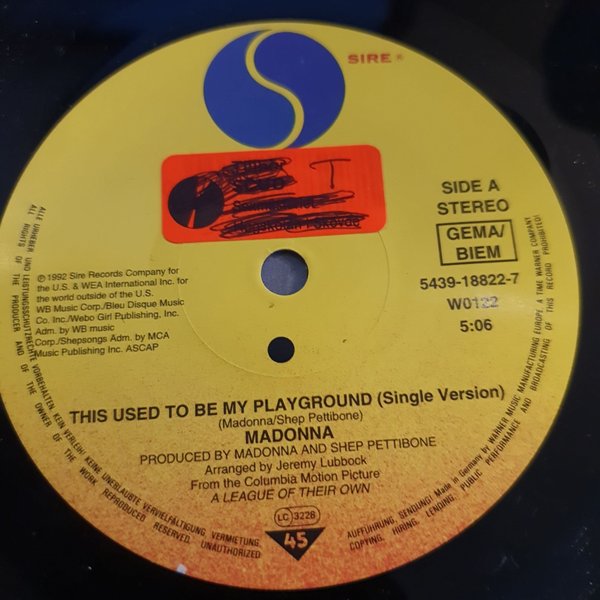 SIRE ®
T
SIDE A
STEREO
GEMA/
BIEM
5439-18822-7
W0122
5:06
℗1992 Sire Records Company for
the U.S. & WEA International Inc. for
the world outside of the U.S.
WB Music Corp./Bleu Disque Music
Co. Inc./Webo Girl Publishing, Inc.
Adm. by WB music
Corp./Shepsongs Adm. by MCA
Music Publishing Inc. ASCAP
THIS USED TO BE MY PLAYGROUND (Single Version)
(Madonna/Shep Pettibone)
MADONNA
PRODUCED BY MADONNA AND SHEP PETTIBONE
Arranged by Jeremy Lubbock
From the Columbia Motion Picture
A LEAGUE OF THEIR OWN
LC 3228
45
ALLE URHEBER UND LEISTUNGSSCHUTZRECHTE VORBEHALTEN. KEIN VERLEIH! KEINE UNERLAUBTE VERVIELFÄLTIGUNG, VERMIETUNG, AUFFÜHRUNG, SENDUNG! Made in Germany by WARNER MUSIC MANUFACTURING EUROPE A TIME WARNER COMPANY
ALL RIGHTS OF THE PRODUCER AND OF THE OWNER OF THE WORK REPRODUCED RESERVED. UNAUTHORIZED COPYING, HIRING, LENDING, PUBLIC PERFORMANCE AND BROADCASTING OF THIS RECORD PROHIBITED!